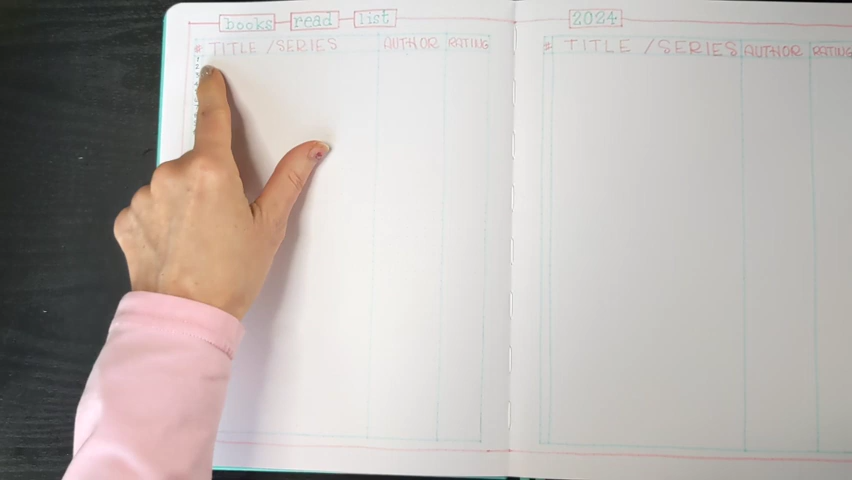 books read list
# TITLE / SERIES AUTHOR RATING
2024
# TITLE / SERIES AUTHOR RATING